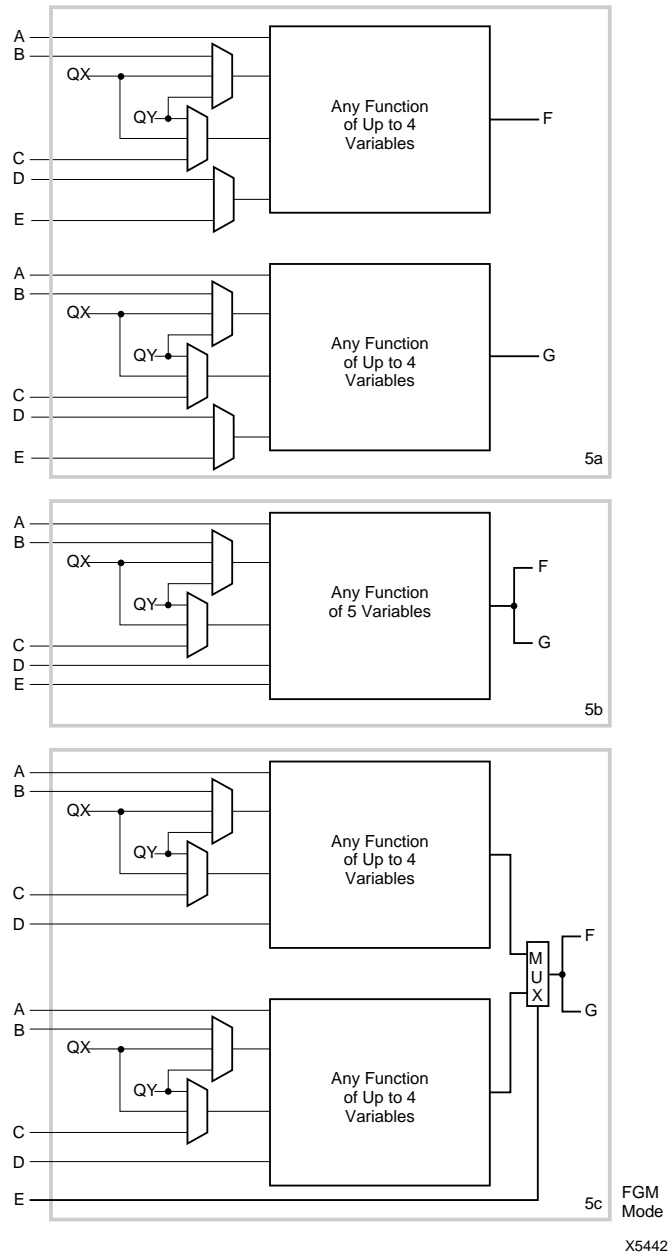 A
B
QX
QY
C
D
E
Any Function
of Up to 4
Variables
F
A
B
QX
QY
C
D
E
Any Function
of Up to 4
Variables
G
5a
A
B
QX
QY
C
D
E
Any Function
of 5 Variables
F
G
5b
A
B
QX
QY
C
D
Any Function
of Up to 4
Variables
A
B
QX
QY
C
D
E
Any Function
of Up to 4
Variables
M
U
X
F
G
5c
FGM
Mode
X5442